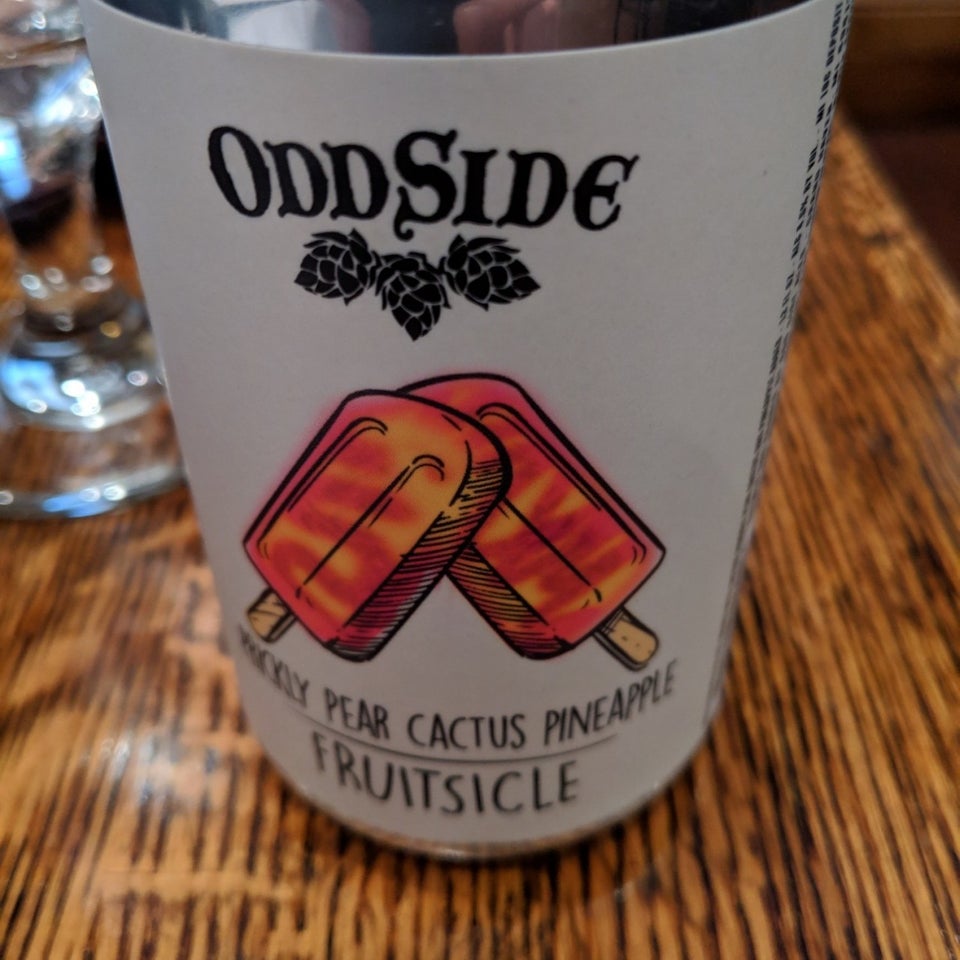 ODDSIDE
PRICKLY PEAR CACTUS PINEAPPLE
FRUITSICLE